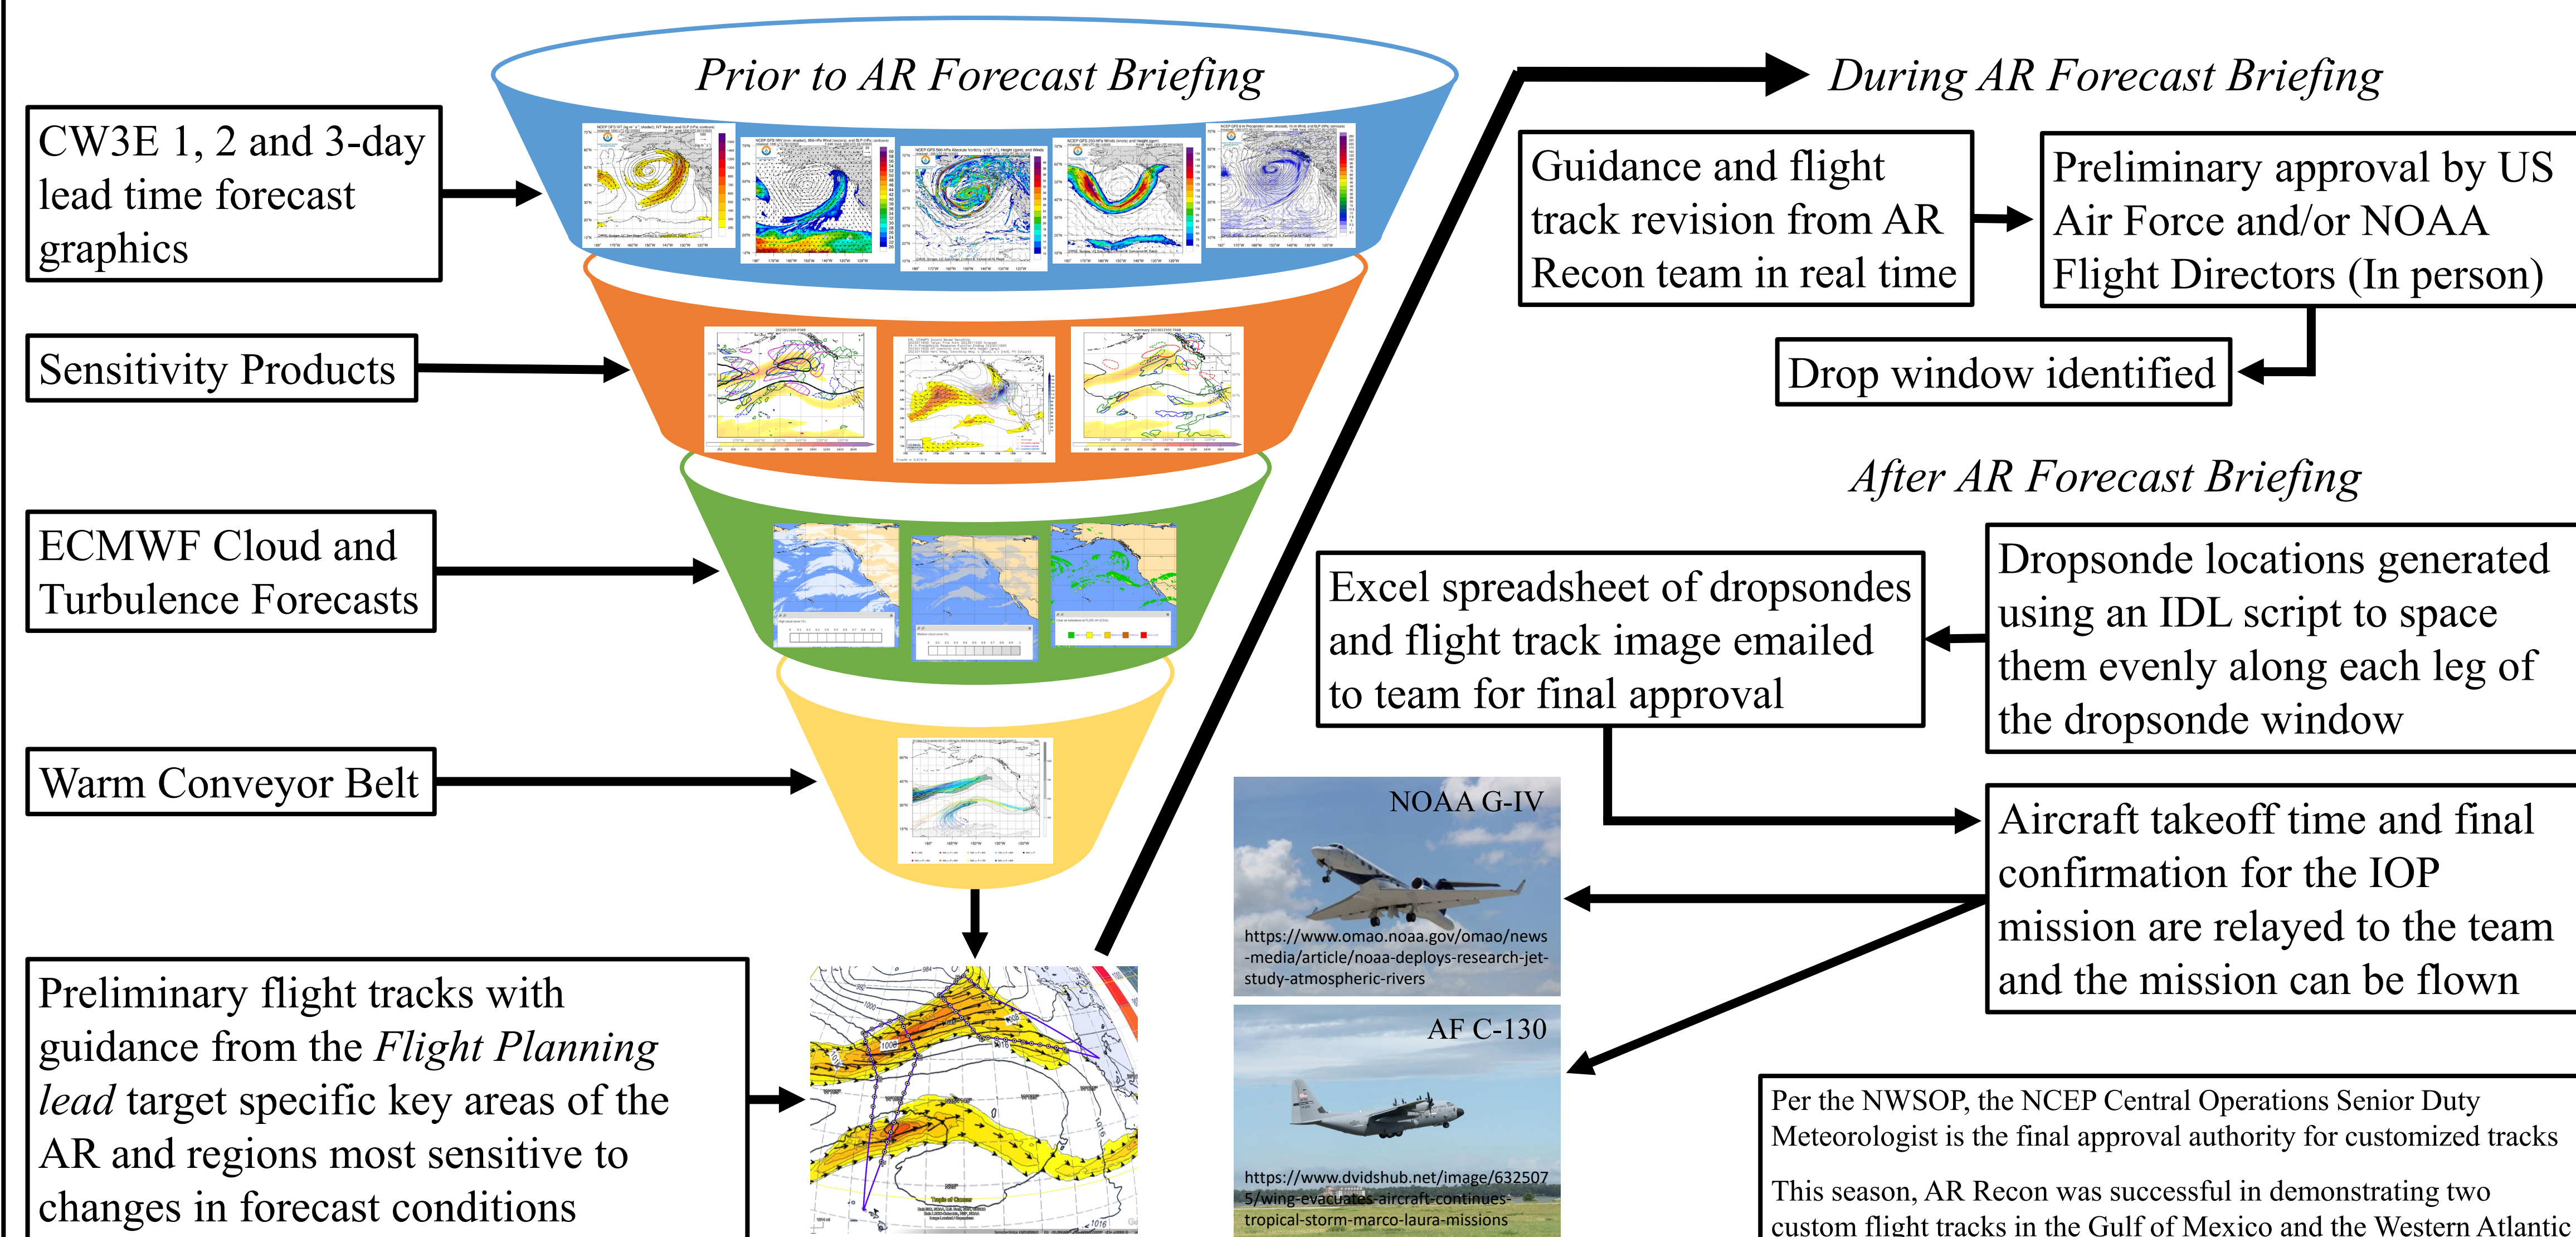 Prior to AR Forecast Briefing
CW3E 1, 2 and 3-day
lead time forecast
graphics
Sensitivity Products
ECMWF Cloud and
Turbulence Forecasts
Warm Conveyor Belt
Preliminary flight tracks with
guidance from the Flight Planning
lead target specific key areas of the
AR and regions most sensitive to
changes in forecast conditions
During AR Forecast Briefing
Guidance and flight
track revision from AR
Recon team in real time
Preliminary approval by US
Air Force and/or NOAA
Flight Directors (In person)
Drop window identified
After AR Forecast Briefing
Dropsonde locations generated
using an IDL script to space
them evenly along each leg of
the dropsonde window
Excel spreadsheet of dropsondes
and flight track image emailed
to team for final approval
Aircraft takeoff time and final
confirmation for the IOP
mission are relayed to the team
and the mission can be flown
NOAA G-IV
https://www.omao.noaa.gov/omao/news
-media/article/noaa-deploys-research-jet-
study-atmospheric-rivers
AF C-130
https://www.dvidshub.net/image/632507
5/wing-evacuates-aircraft-continues-
tropical-storm-marco-laura-missions
Per the NWSOP, the NCEP Central Operations Senior Duty
Meteorologist is the final approval authority for customized tracks
This season, AR Recon was successful in demonstrating two
custom flight tracks in the Gulf of Mexico and the Western Atlantic
1008
1008
1016
1016
1016
Tropic of Cancer